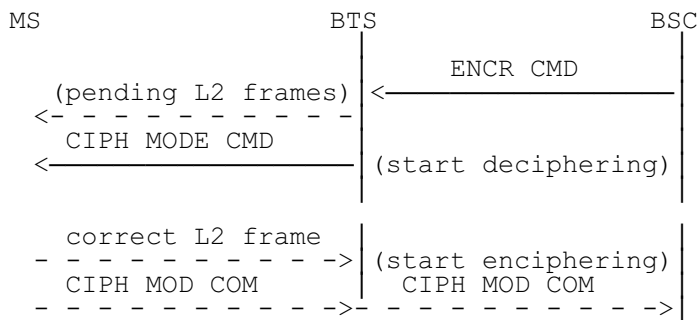 MS BTS BSC
ENCR CMD
(pending L2 frames)
CIPH MODE CMD
(start deciphering)
correct L2 frame
(start enciphering)
CIPH MOD COM CIPH MOD COM